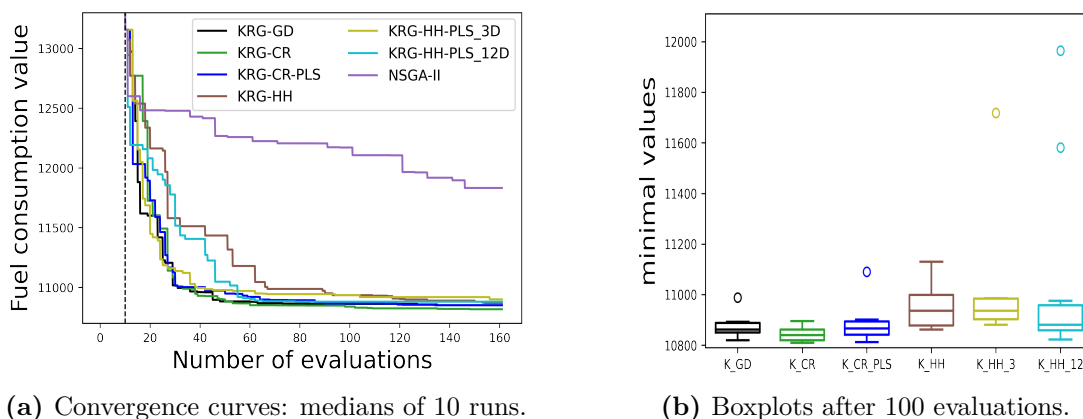 KRG-GD
KRG-CR
KRG-CR-PLS
KRG-HH
KRG-HH-PLS_3D
KRG-HH-PLS_12D
NSGA-II
Fuel consumption value
13000
12500
12000
11500
11000
0 20 40 60 80 100 120 140 160
Number of evaluations
(a) Convergence curves: medians of 10 runs.
minimal values
12000
11800
11600
11400
11200
11000
10800
K_GD K_CR K_CR_PLS K_HH K_HH_3 K_HH_12
(b) Boxplots after 100 evaluations.